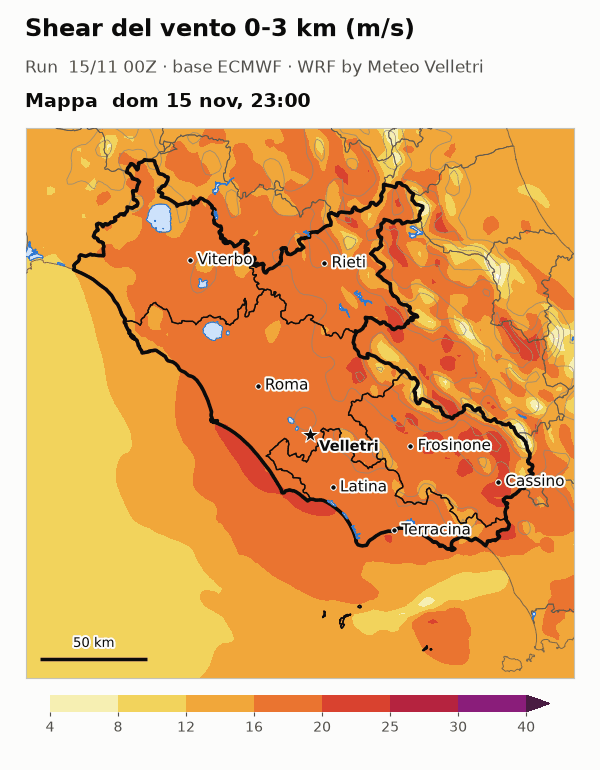 Shear del vento 0-3 km (m/s)
Run  15/11 00Z · base ECMWF · WRF by Meteo Velletri
Mappa  dom 15 nov, 23:00
Viterbo
Rieti
Roma
Velletri
Frosinone
Cassino
Latina
Terracina
50 km
4 8 12 16 20 25 30 40